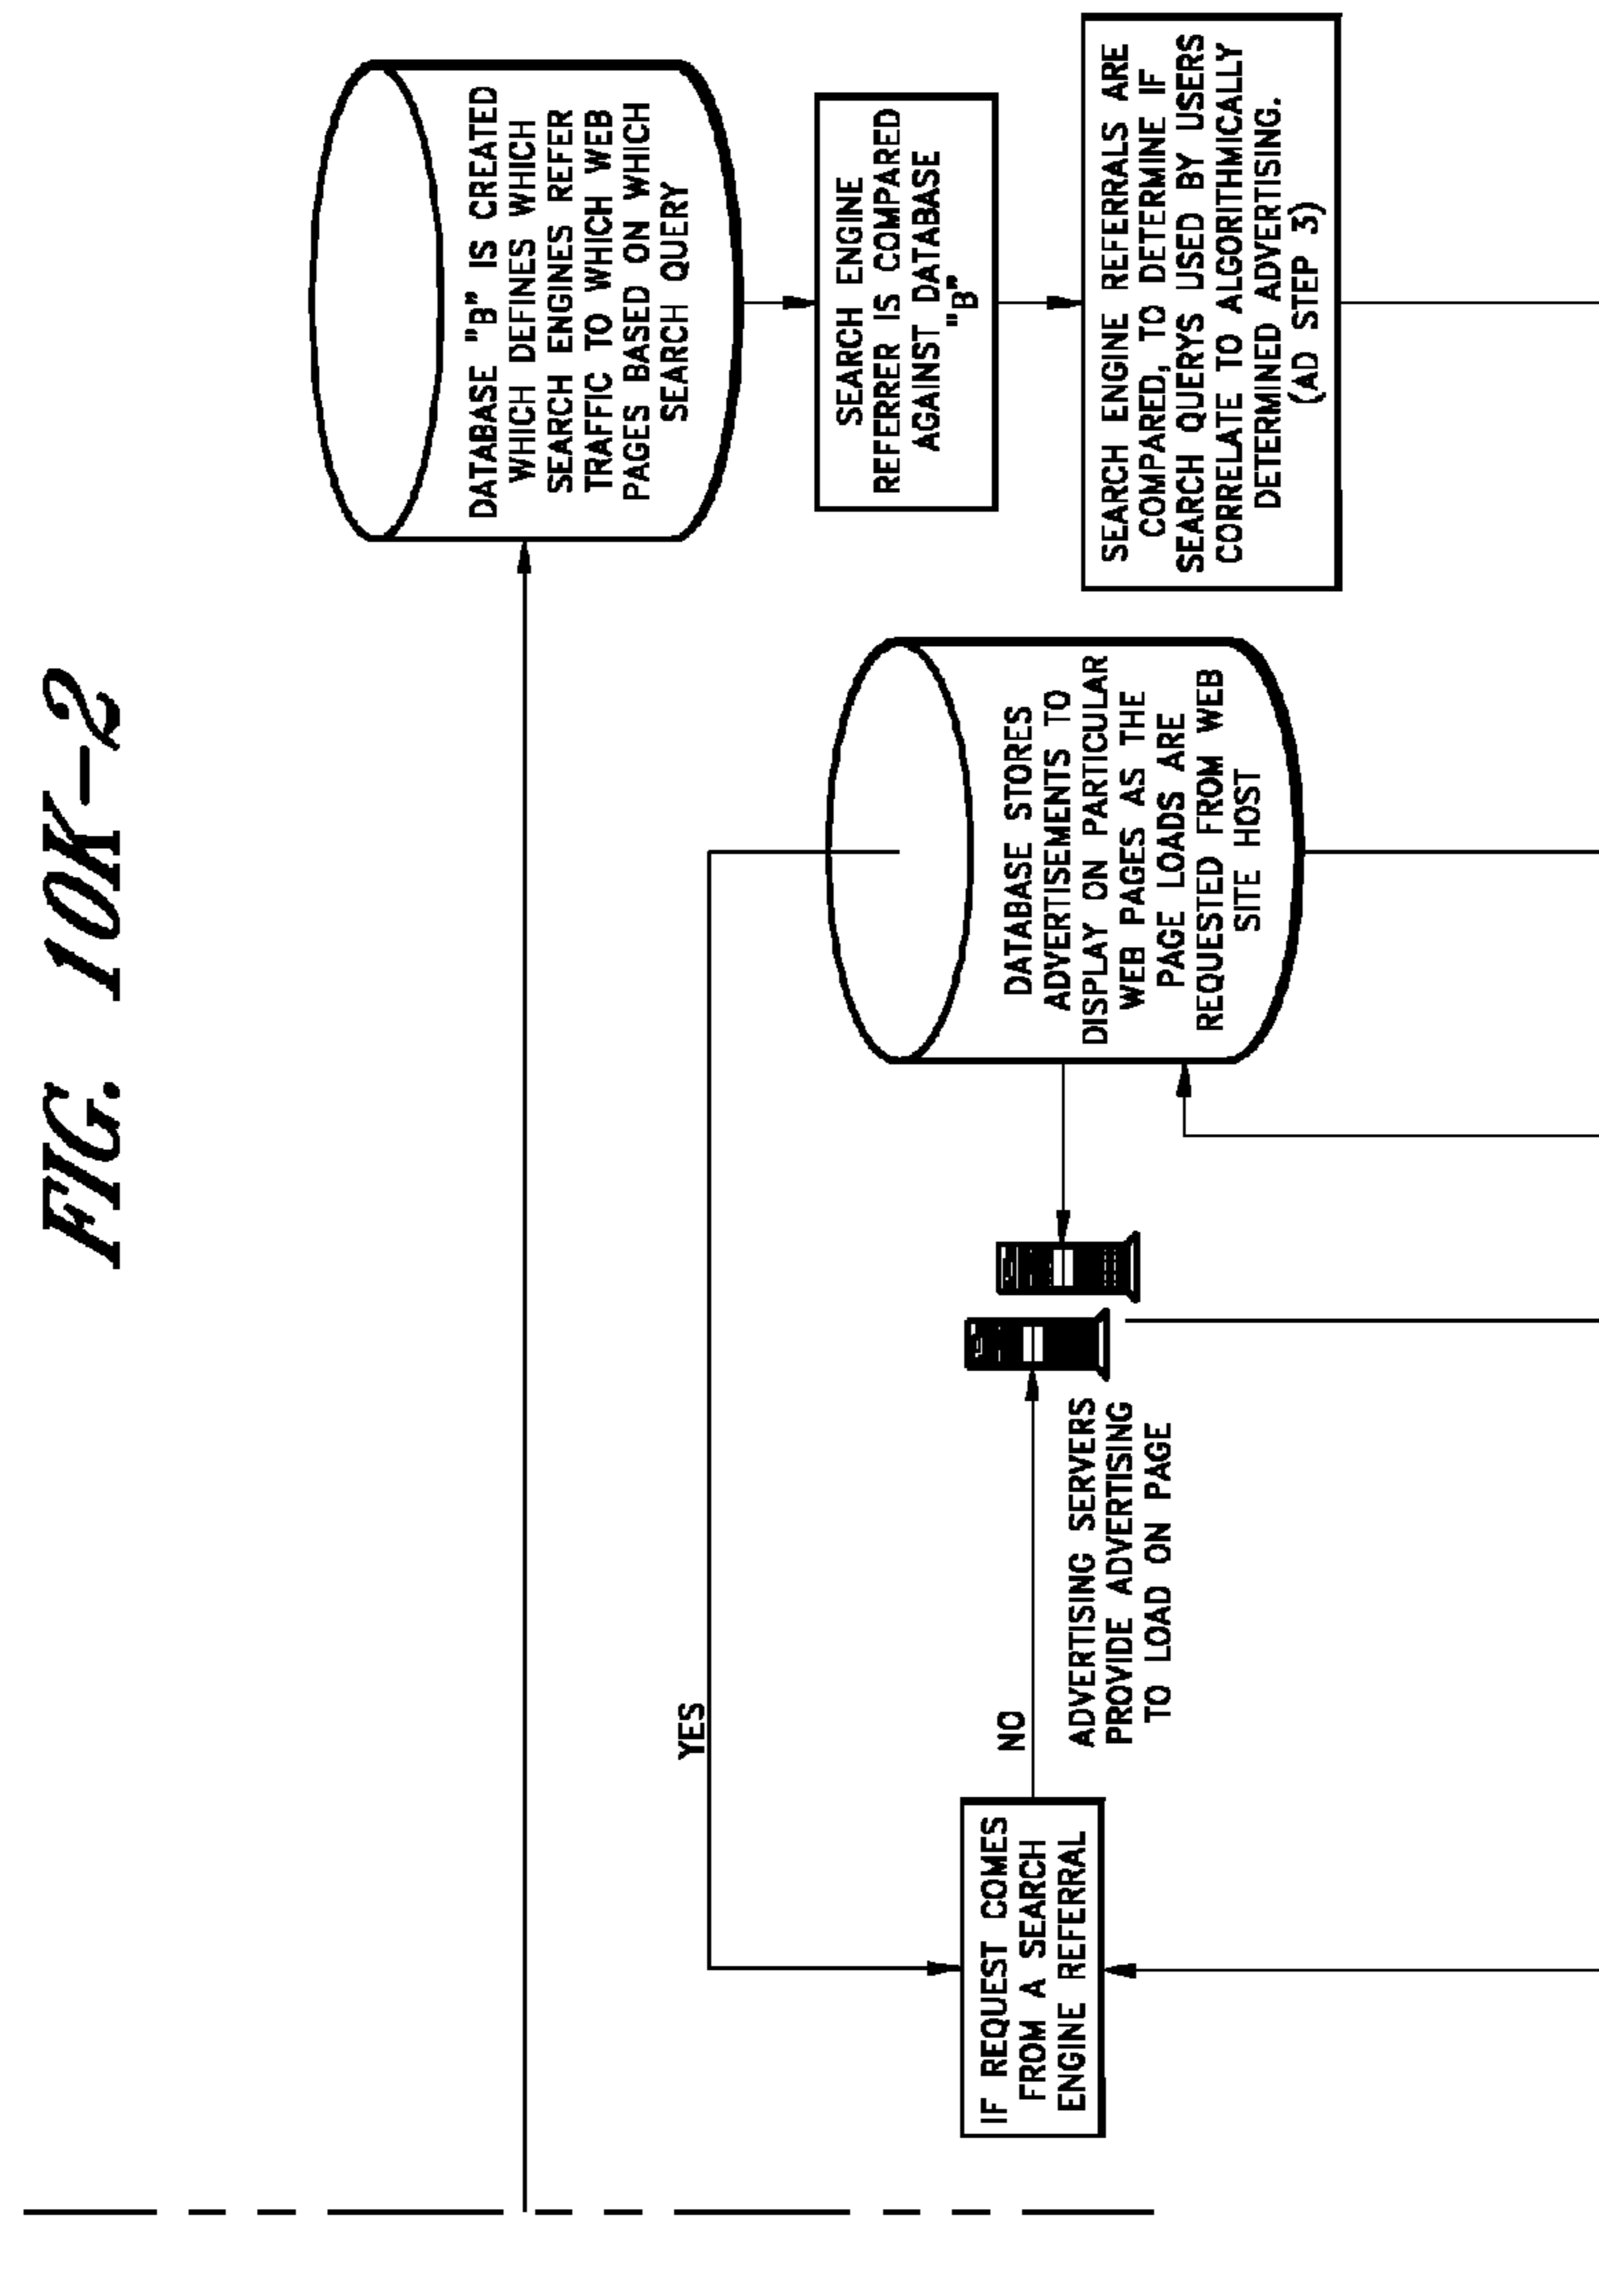 FIG. 10K-2
DATABASE "B" IS CREATED
WHICH DEFINES WHICH
SEARCH ENGINES REFER
TRAFFIC TO WHICH WEB
PAGES BASED ON WHICH
SEARCH QUERY
SEARCH ENGINE
REFERRER IS COMPARED
AGAINST DATABASE
"B"
SEARCH ENGINE REFERRALS ARE
COMPARED, TO DETERMINE IF
SEARCH QUERYS USED BY USERS
CORRELATE TO ALGORITHMICALLY
DETERMINED ADVERTISING.
(AD STEP 3)
YES
DATABASE STORES
ADVERTISEMENTS TO
DISPLAY ON PARTICULAR
WEB PAGES AS THE
PAGE LOADS ARE
REQUESTED FROM WEB
SITE HOST
IF REQUEST COMES
FROM A SEARCH
ENGINE REFERRAL
NO
ADVERTISING SERVERS
PROVIDE ADVERTISING
TO LOAD ON PAGE